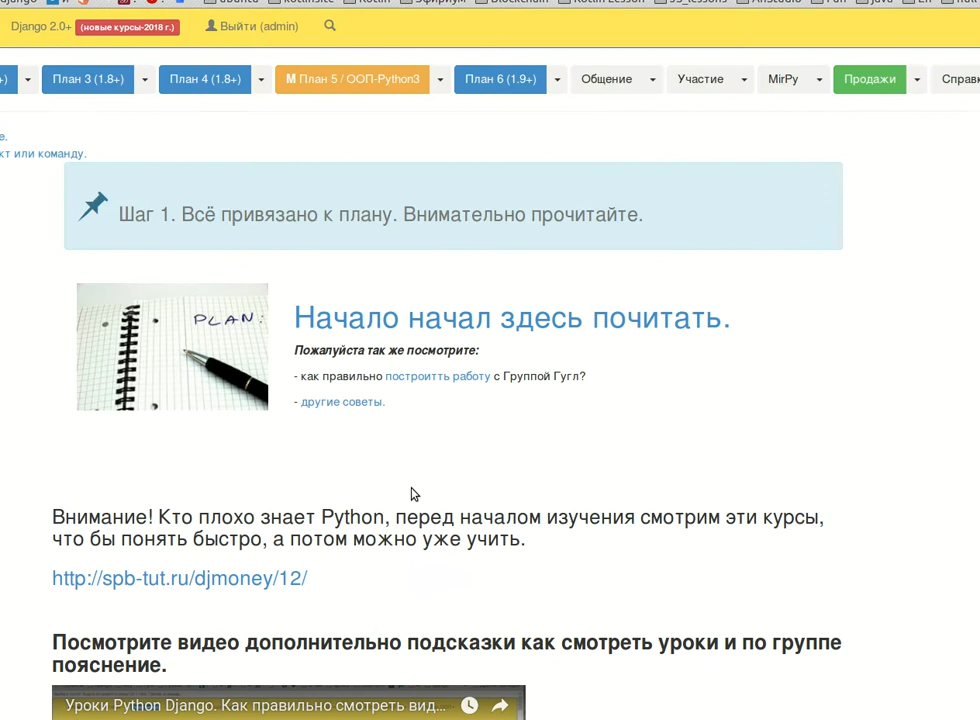 Django 2.0+ (новые курсы-2018 г.) Выйти (admin)
План 3 (1.8+) План 4 (1.8+) М План 5 / ООП-Python3 План 6 (1.9+) Общение Участие MirPy Продажи
кт или команду.
Шаг 1. Всё привязано к плану. Внимательно прочитайте.
PLAN:
Начало начал здесь почитать.
Пожалуйста так же посмотрите:
- как правильно построитть работу с Группой Гугл?
- другие советы.
Внимание! Кто плохо знает Python, перед началом изучения смотрим эти курсы,
что бы понять быстро, а потом можно уже учить.
http://spb-tut.ru/djmoney/12/
Посмотрите видео дополнительно подсказки как смотреть уроки и по группе
пояснение.
Уроки Python Django. Как правильно смотреть вид...